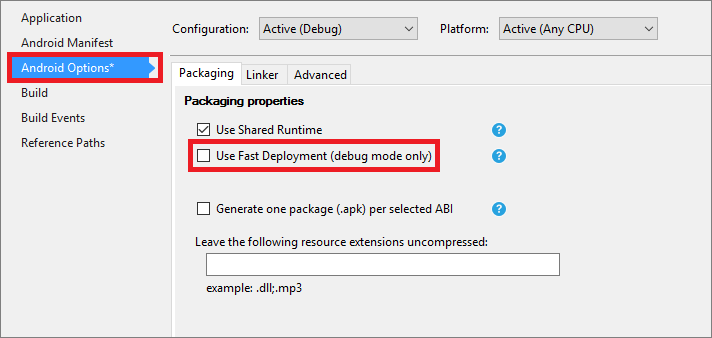 Application
Android Manifest
Android Options*
Build
Build Events
Reference Paths
Configuration: Active (Debug) Platform: Active (Any CPU)
Packaging Linker Advanced
Packaging properties
Use Shared Runtime ?
Use Fast Deployment (debug mode only) ?
Generate one package (.apk) per selected ABI ?
Leave the following resource extensions uncompressed:
example: .dll;.mp3